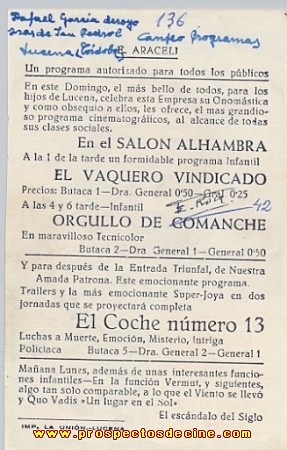 Rafael García Arroyo 136
Canjeo Programas
Lucena (Córdoba)
E. ARACELI
Un programa autorizado para todos los públicos
En este Domingo, el más bello de todos, para los
hijos de Lucena, celebra esta Empresa su Onomástica
y como obsequio a ellos, les ofrece, el mas grandio-
so programa cinematográfico, al alcance de todas
sus clases sociales.
En el SALON ALHAMBRA
A la 1 de la tarde un formidable programa Infantil
EL VAQUERO VINDICADO
Precios: Butaca 1—Dra. General 0'50—Gral 0'25
A las 4 y 6 tarde—Infantil 42
ORGULLO DE COMANCHE
En maravilloso Tecnicolor
Butaca 2—Dra General 1—General 0'50
Y para después de la Entrada Triunfal, de Nuestra
Amada Patrona. Este emocionante programa.
Trailers y la más emocionante Super-Joya en dos
jornadas que se proyectará completa
El Coche número 13
Luchas a Muerte, Emoción, Misterio, Intriga
Policiaca Butaca 5—Dra. General 2—General 1
Mañana Lunes, además de unas interesantes funcio-
nes infantiles—En la función Vermut, y siguientes,
algo tan solo comparable, a lo que el Viento se llevó
y Quo Vadis »Un lugar en el Sol«
El escándalo del Siglo
IMP. LA UNIÓN—LUCENA
www.prospectosdecine.com